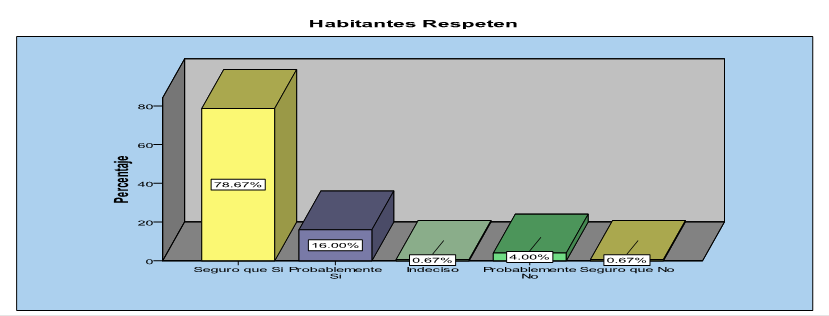 Habitantes Respeten
Percentaje
80
60
40
20
0
78.67%
16.00%
0.67%
4.00%
0.67%
Seguro que Si
Probablemente
Si
Indeciso
Probablemente
No
Seguro que No